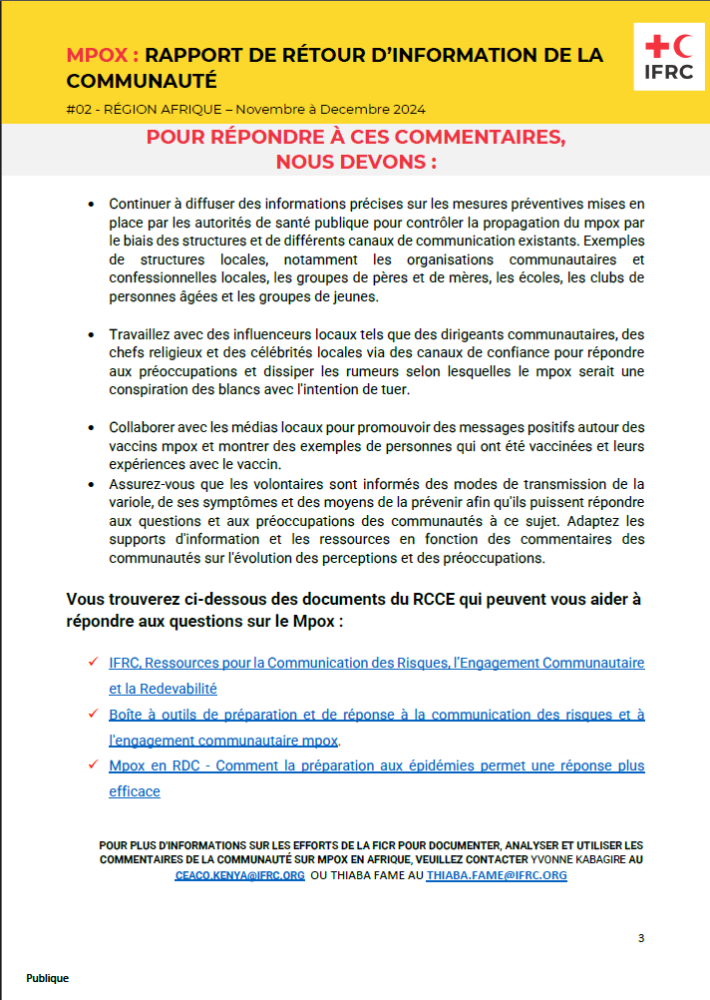 MPOX : RAPPORT DE RÉTOUR D’INFORMATION DE LA
COMMUNAUTÉ
#02 - RÉGION AFRIQUE – Novembre à Decembre 2024
IFRC
POUR RÉPONDRE À CES COMMENTAIRES,
NOUS DEVONS :
• Continuer à diffuser des informations précises sur les mesures préventives mises en
place par les autorités de santé publique pour contrôler la propagation du mpox par
le biais des structures et de différents canaux de communication existants. Exemples
de structures locales, notamment les organisations communautaires et
confessionnelles locales, les groupes de pères et de mères, les écoles, les clubs de
personnes âgées et les groupes de jeunes.
• Travaillez avec des influenceurs locaux tels que des dirigeants communautaires, des
chefs religieux et des célébrités locales via des canaux de confiance pour répondre
aux préoccupations et dissiper les rumeurs selon lesquelles le mpox serait une
conspiration des blancs avec l'intention de tuer.
• Collaborer avec les médias locaux pour promouvoir des messages positifs autour des
vaccins mpox et montrer des exemples de personnes qui ont été vaccinées et leurs
expériences avec le vaccin.
• Assurez-vous que les volontaires sont informés des modes de transmission de la
variole, de ses symptômes et des moyens de la prévenir afin qu'ils puissent répondre
aux questions et aux préoccupations des communautés à ce sujet. Adaptez les
supports d'information et les ressources en fonction des commentaires des
communautés sur l'évolution des perceptions et des préoccupations.
Vous trouverez ci-dessous des documents du RCCE qui peuvent vous aider à
répondre aux questions sur le Mpox :
✓ IFRC, Ressources pour la Communication des Risques, l’Engagement Communautaire
et la Redevabilité
✓ Boîte à outils de préparation et de réponse à la communication des risques et à
l'engagement communautaire mpox.
✓ Mpox en RDC - Comment la préparation aux épidémies permet une réponse plus
efficace
POUR PLUS D'INFORMATIONS SUR LES EFFORTS DE LA FICR POUR DOCUMENTER, ANALYSER ET UTILISER LES
COMMENTAIRES DE LA COMMUNAUTÉ SUR MPOX EN AFRIQUE, VEUILLEZ CONTACTER YVONNE KABAGIRE AU
CEACO.KENYA@IFRC.ORG OU THIABA FAME AU THIABA.FAME@IFRC.ORG
3
Publique